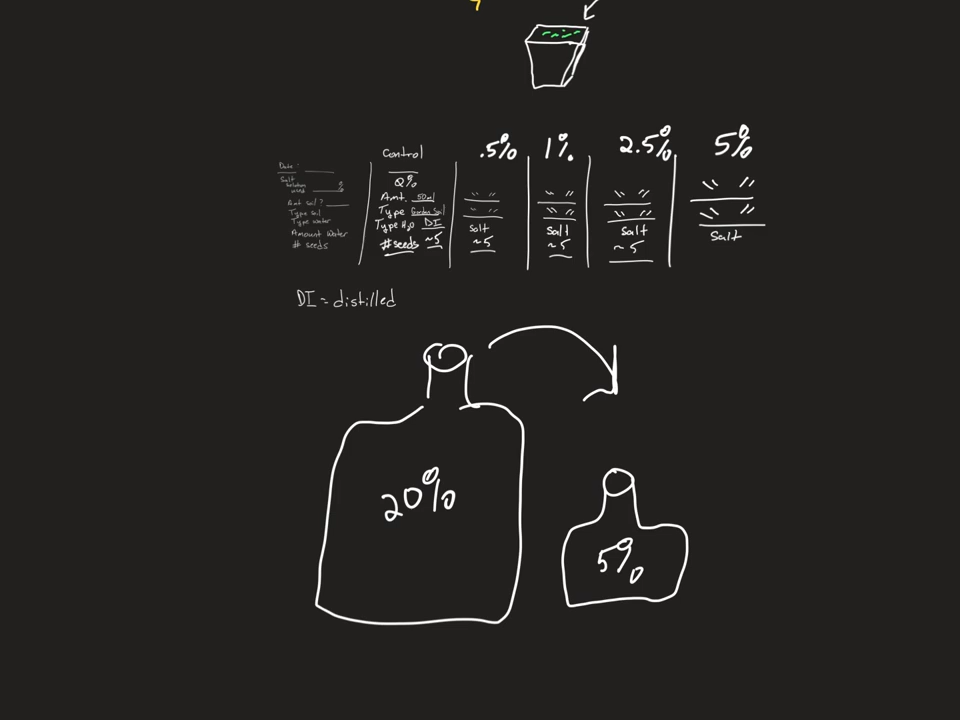 .5% 1% 2.5% 5%
Control
Date:
Salt
solution
used %
Amt soil?
Type soil
Type water
Amount Water
# seeds
0%
Amt. 50ml
Type Garden Soil
Type H2O DI
#seeds ~5
" "
" "
Salt
~5
" "
" "
Salt
~5
" "
" "
Salt
~5
" "
" "
Salt
DI = distilled
20%
5%